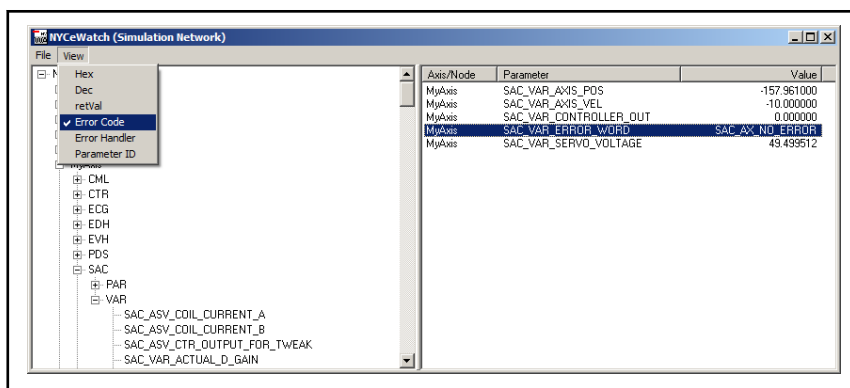 NYCeWatch (Simulation Network)
File View
Hex
Dec
retVal
Error Code
Error Handler
Parameter ID
CML
CTR
ECG
EDH
EVH
PDS
SAC
PAR
VAR
SAC_ASV_COIL_CURRENT_A
SAC_ASV_COIL_CURRENT_B
SAC_ASV_CTR_OUTPUT_FOR_TWEAK
SAC_VAR_ACTUAL_D_GAIN
Axis/Node Parameter Value
MyAxis SAC_VAR_AXIS_POS -157.961000
MyAxis SAC_VAR_AXIS_VEL -10.000000
MyAxis SAC_VAR_CONTROLLER_OUT 0.000000
MyAxis SAC_VAR_ERROR_WORD SAC_AX_NO_ERROR
MyAxis SAC_VAR_SERVO_VOLTAGE 49.499512